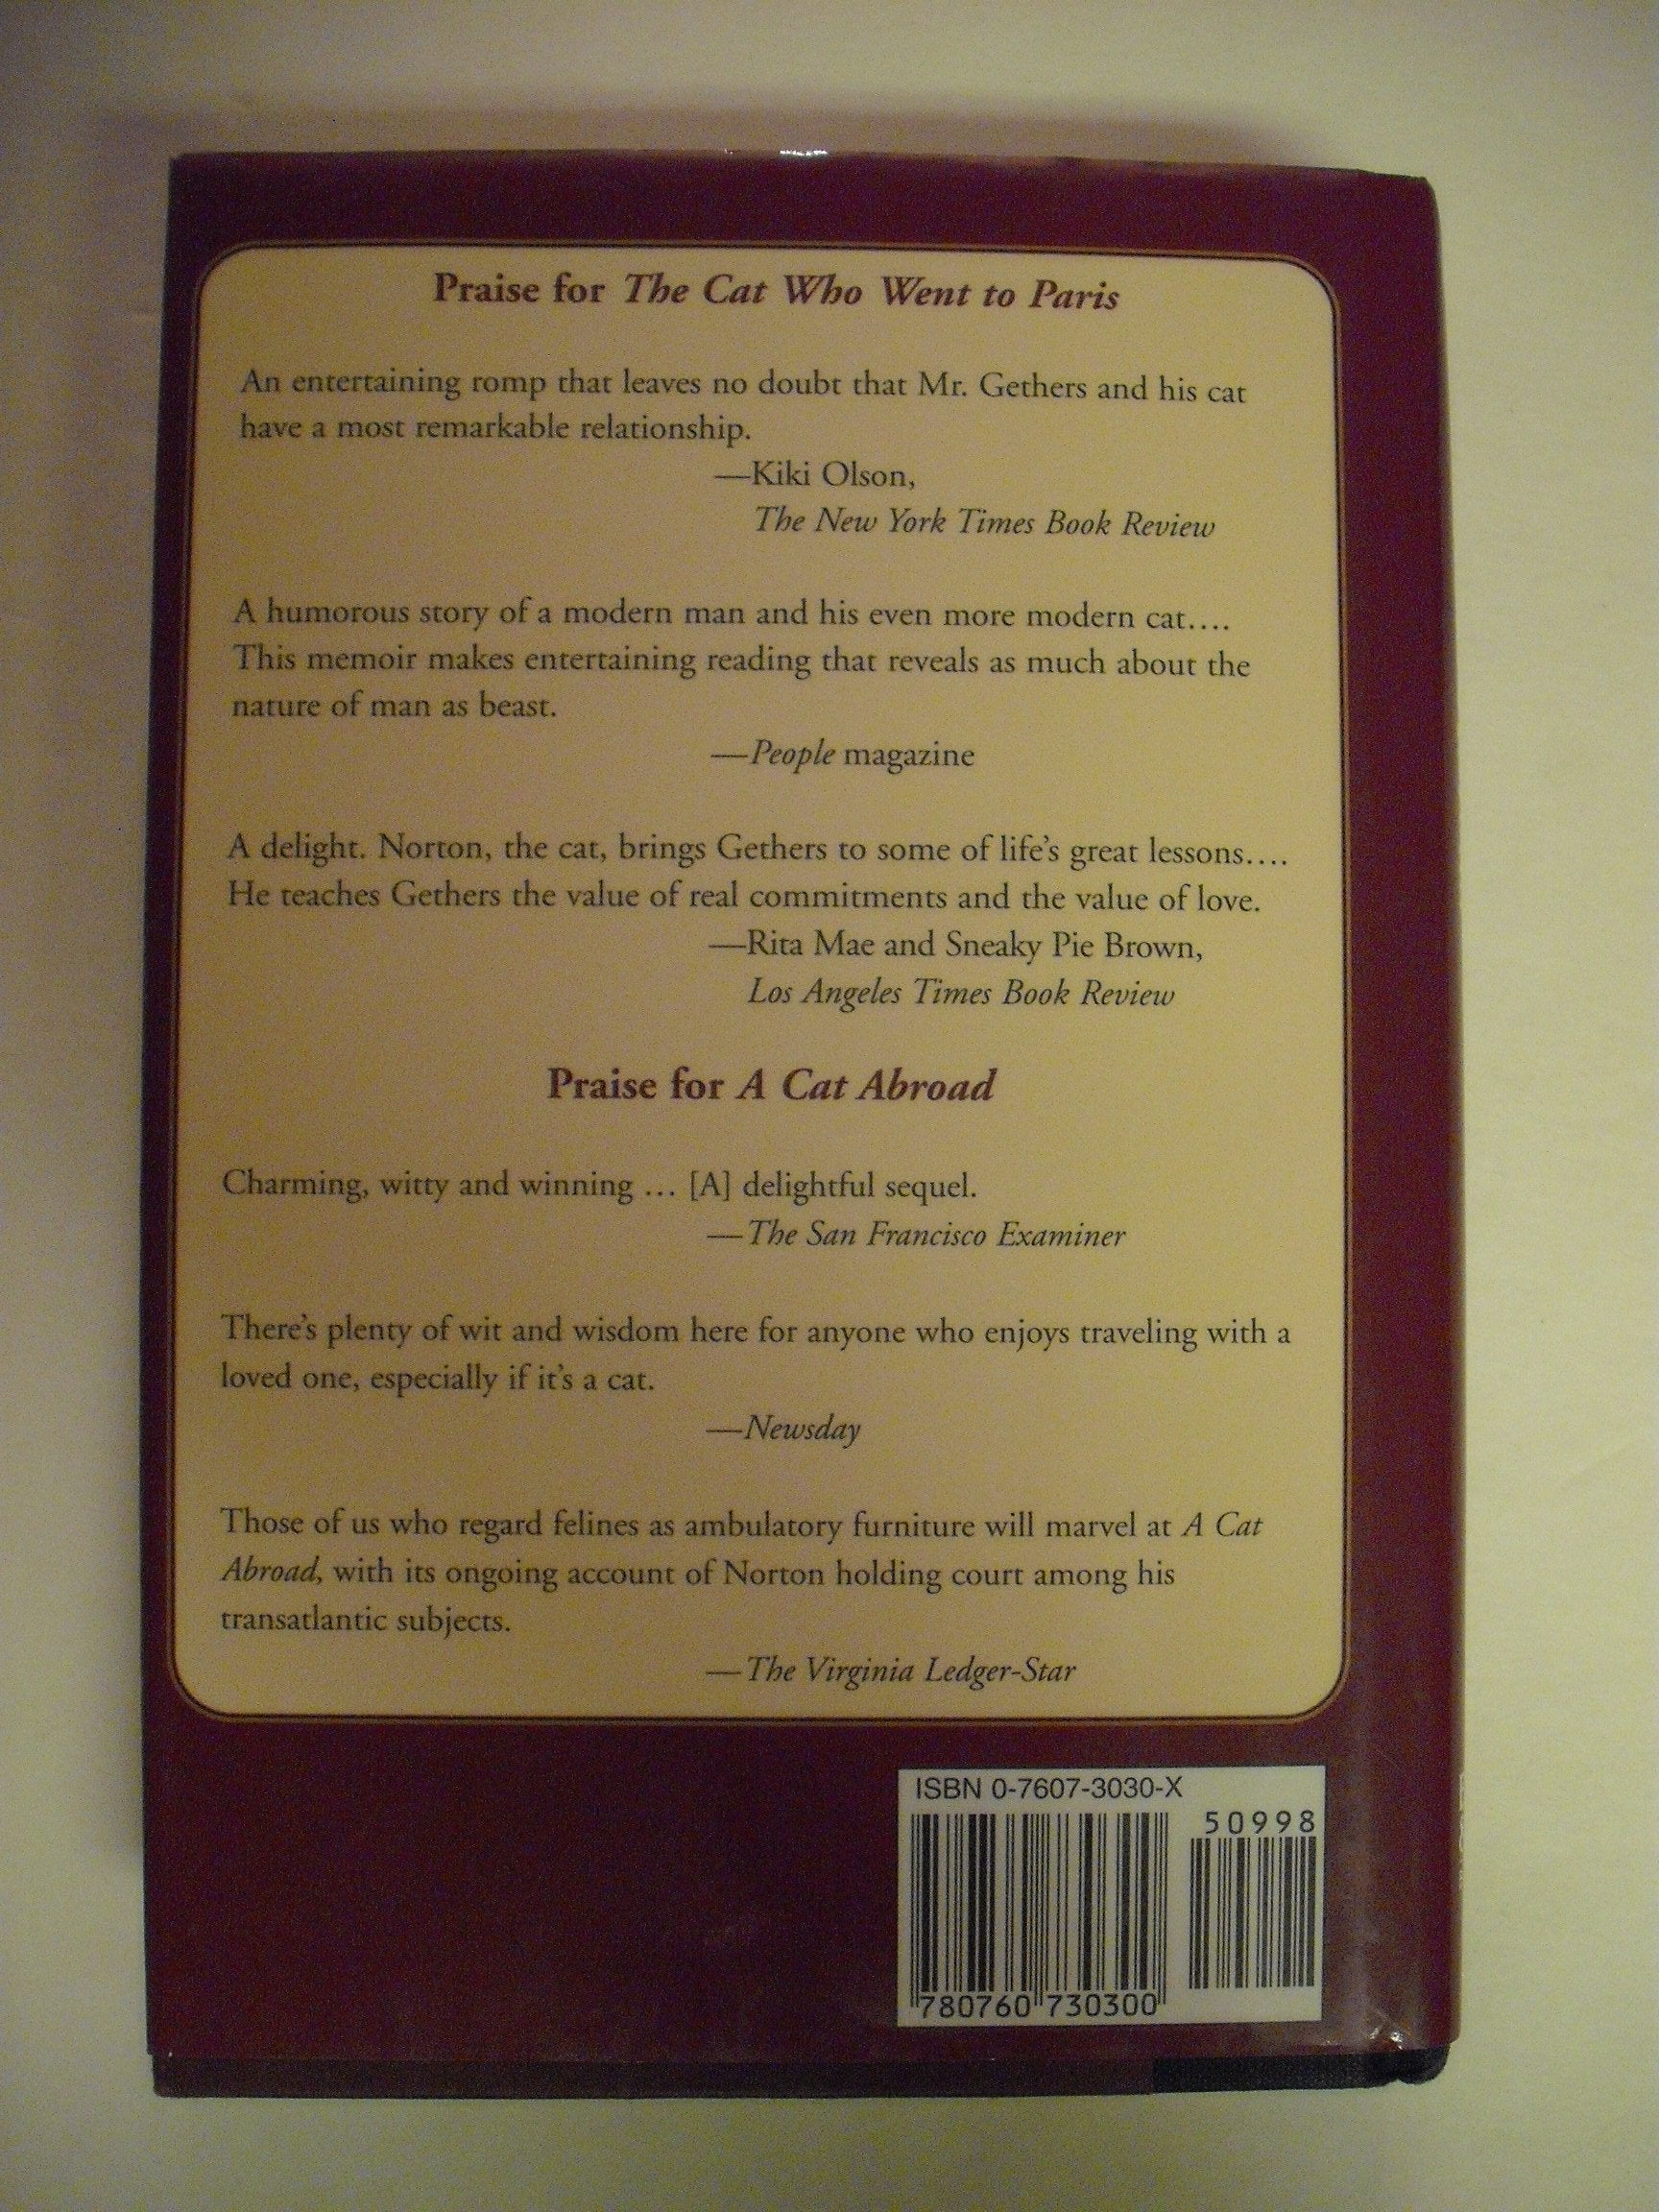 Praise for The Cat Who Went to Paris
An entertaining romp that leaves no doubt that Mr. Gethers and his cat
have a most remarkable relationship.
—Kiki Olson,
The New York Times Book Review
A humorous story of a modern man and his even more modern cat....
This memoir makes entertaining reading that reveals as much about the
nature of man as beast.
—People magazine
A delight. Norton, the cat, brings Gethers to some of life's great lessons....
He teaches Gethers the value of real commitments and the value of love.
—Rita Mae and Sneaky Pie Brown,
Los Angeles Times Book Review
Praise for A Cat Abroad
Charming, witty and winning ... [A] delightful sequel.
—The San Francisco Examiner
There's plenty of wit and wisdom here for anyone who enjoys traveling with a
loved one, especially if it's a cat.
—Newsday
Those of us who regard felines as ambulatory furniture will marvel at A Cat
Abroad, with its ongoing account of Norton holding court among his
transatlantic subjects.
—The Virginia Ledger-Star
ISBN 0-7607-3030-X
50998
780760 730300